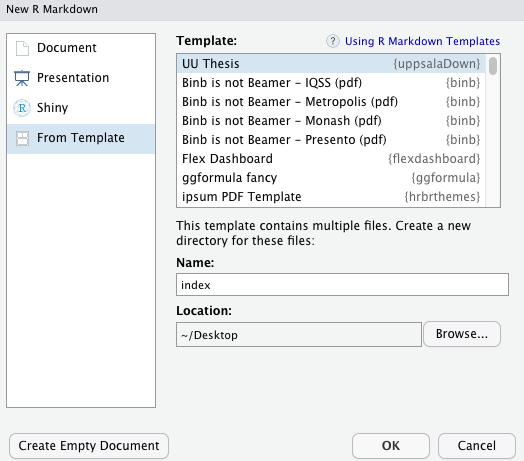 New R Markdown
Document
Presentation
Shiny
From Template
Template:
? Using R Markdown Templates
UU Thesis {uppsalaDown}
Binb is not Beamer – IQSS (pdf) {binb}
Binb is not Beamer – Metropolis (pdf) {binb}
Binb is not Beamer – Monash (pdf) {binb}
Binb is not Beamer – Presento (pdf) {binb}
Flex Dashboard {flexdashboard}
ggformula fancy {ggformula}
ipsum PDF Template {hrbrthemes}
This template contains multiple files. Create a new
directory for these files:
Name:
index
Location:
~/Desktop
Browse...
Create Empty Document
OK
Cancel